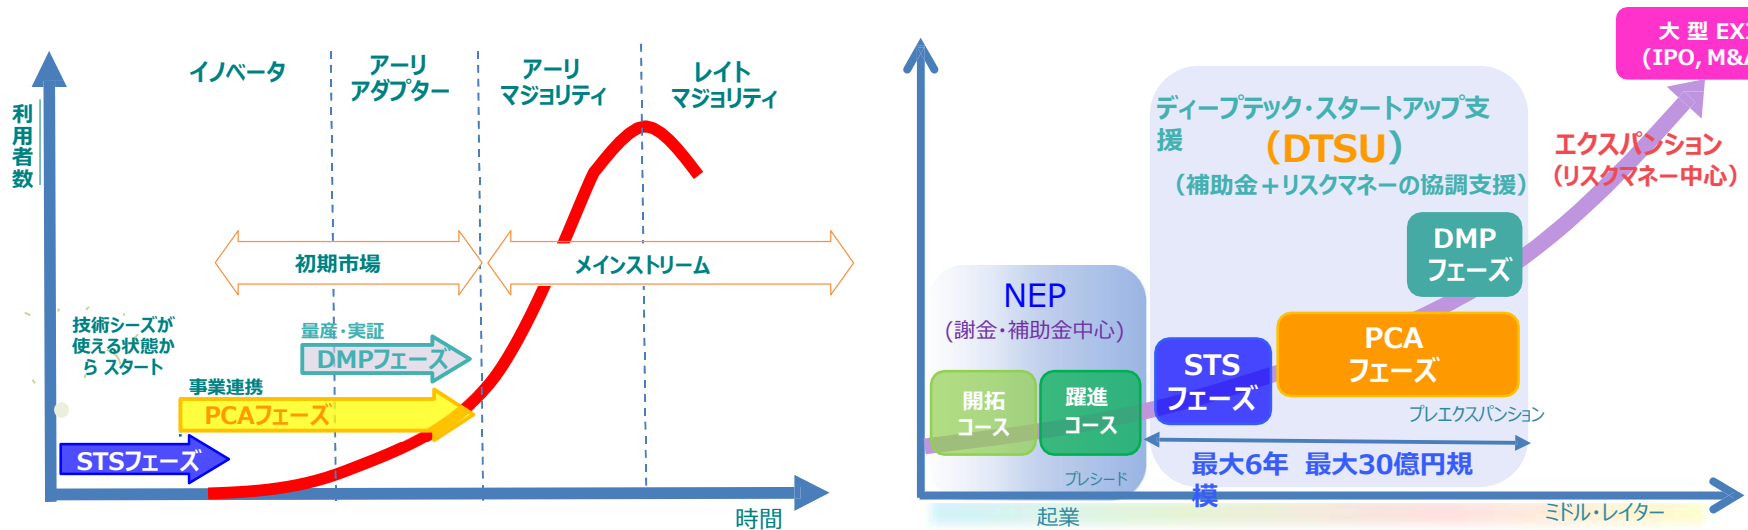 イノベータ
アーリ
アダプター
アーリ
マジョリティ
レイト
マジョリティ
利用者数
初期市場
メインストリーム
技術シーズが
使える状態か
ら スタート
量産・実証
DMPフェーズ
事業連携
PCAフェーズ
STSフェーズ
時間
大 型 EX
(IPO, M&A
ディープテック・スタートアップ支
援
（DTSU）
（補助金＋リスクマネーの協調支援）
エクスパンション
（リスクマネー中心）
DMP
フェーズ
NEP
(謝金・補助金中心)
PCA
フェーズ
STS
フェーズ
開拓
コース
躍進
コース
プレエクスパンション
最大6年 最大30億円規
模
プレシード
起業
ミドル・レイター